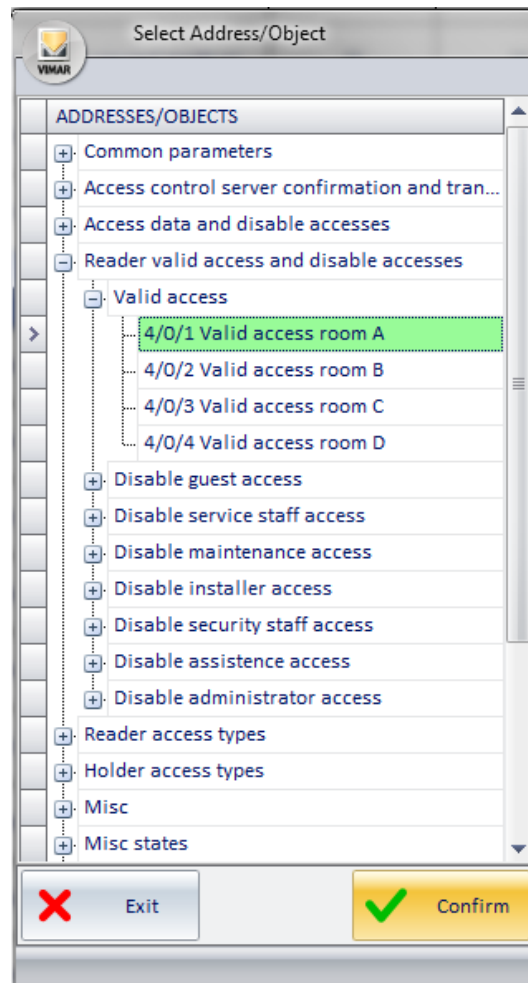 Select Address/Object
VIMAR
ADDRESSES/OBJECTS
Common parameters
Access control server confirmation and tran...
Access data and disable accesses
Reader valid access and disable accesses
Valid access
4/0/1 Valid access room A
4/0/2 Valid access room B
4/0/3 Valid access room C
4/0/4 Valid access room D
Disable guest access
Disable service staff access
Disable maintenance access
Disable installer access
Disable security staff access
Disable assistence access
Disable administrator access
Reader access types
Holder access types
Misc
Misc states
Exit
Confirm